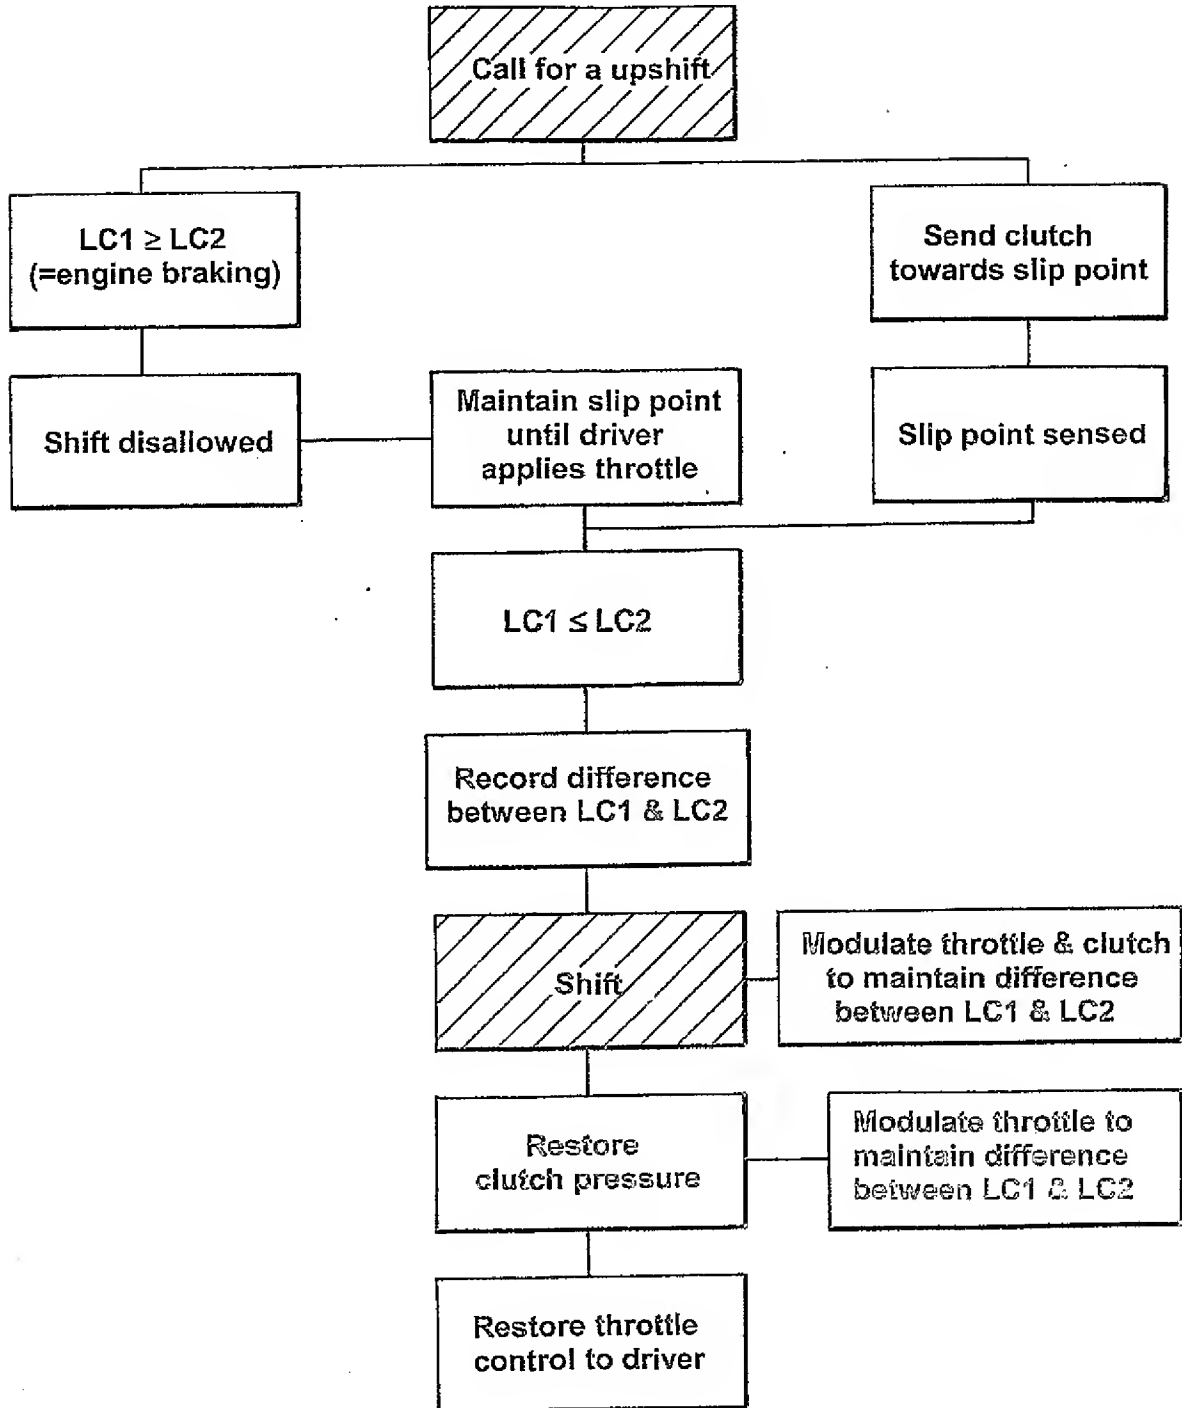 Call for a upshift
LC1 ≥ LC2
(=engine braking)
Send clutch
towards slip point
Shift disallowed
Maintain slip point
until driver
applies throttle
Slip point sensed
LC1 ≤ LC2
Record difference
between LC1 & LC2
Shift
Modulate throttle & clutch
to maintain difference
between LC1 & LC2
Restore
clutch pressure
Modulate throttle to
maintain difference
between LC1 & LC2
Restore throttle
control to driver